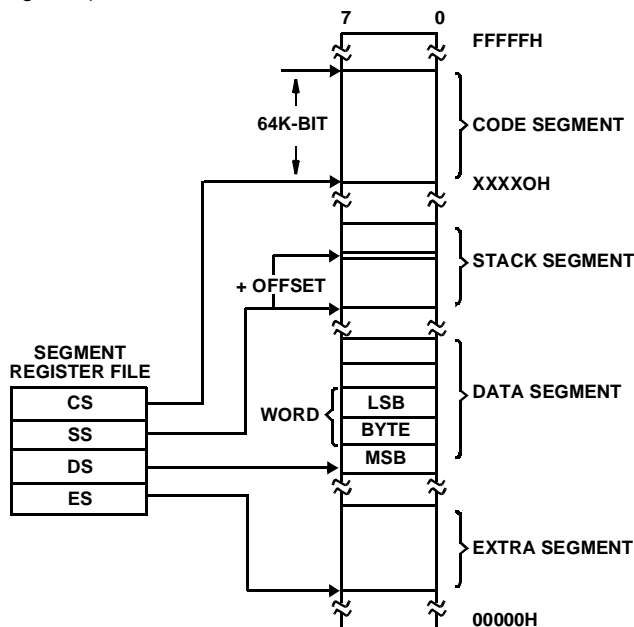 7 0
FFFFFH
64K-BIT
CODE SEGMENT
XXXXOH
STACK SEGMENT
+ OFFSET
SEGMENT
REGISTER FILE
CS
SS
DS
ES
WORD
LSB
BYTE
MSB
DATA SEGMENT
EXTRA SEGMENT
00000H